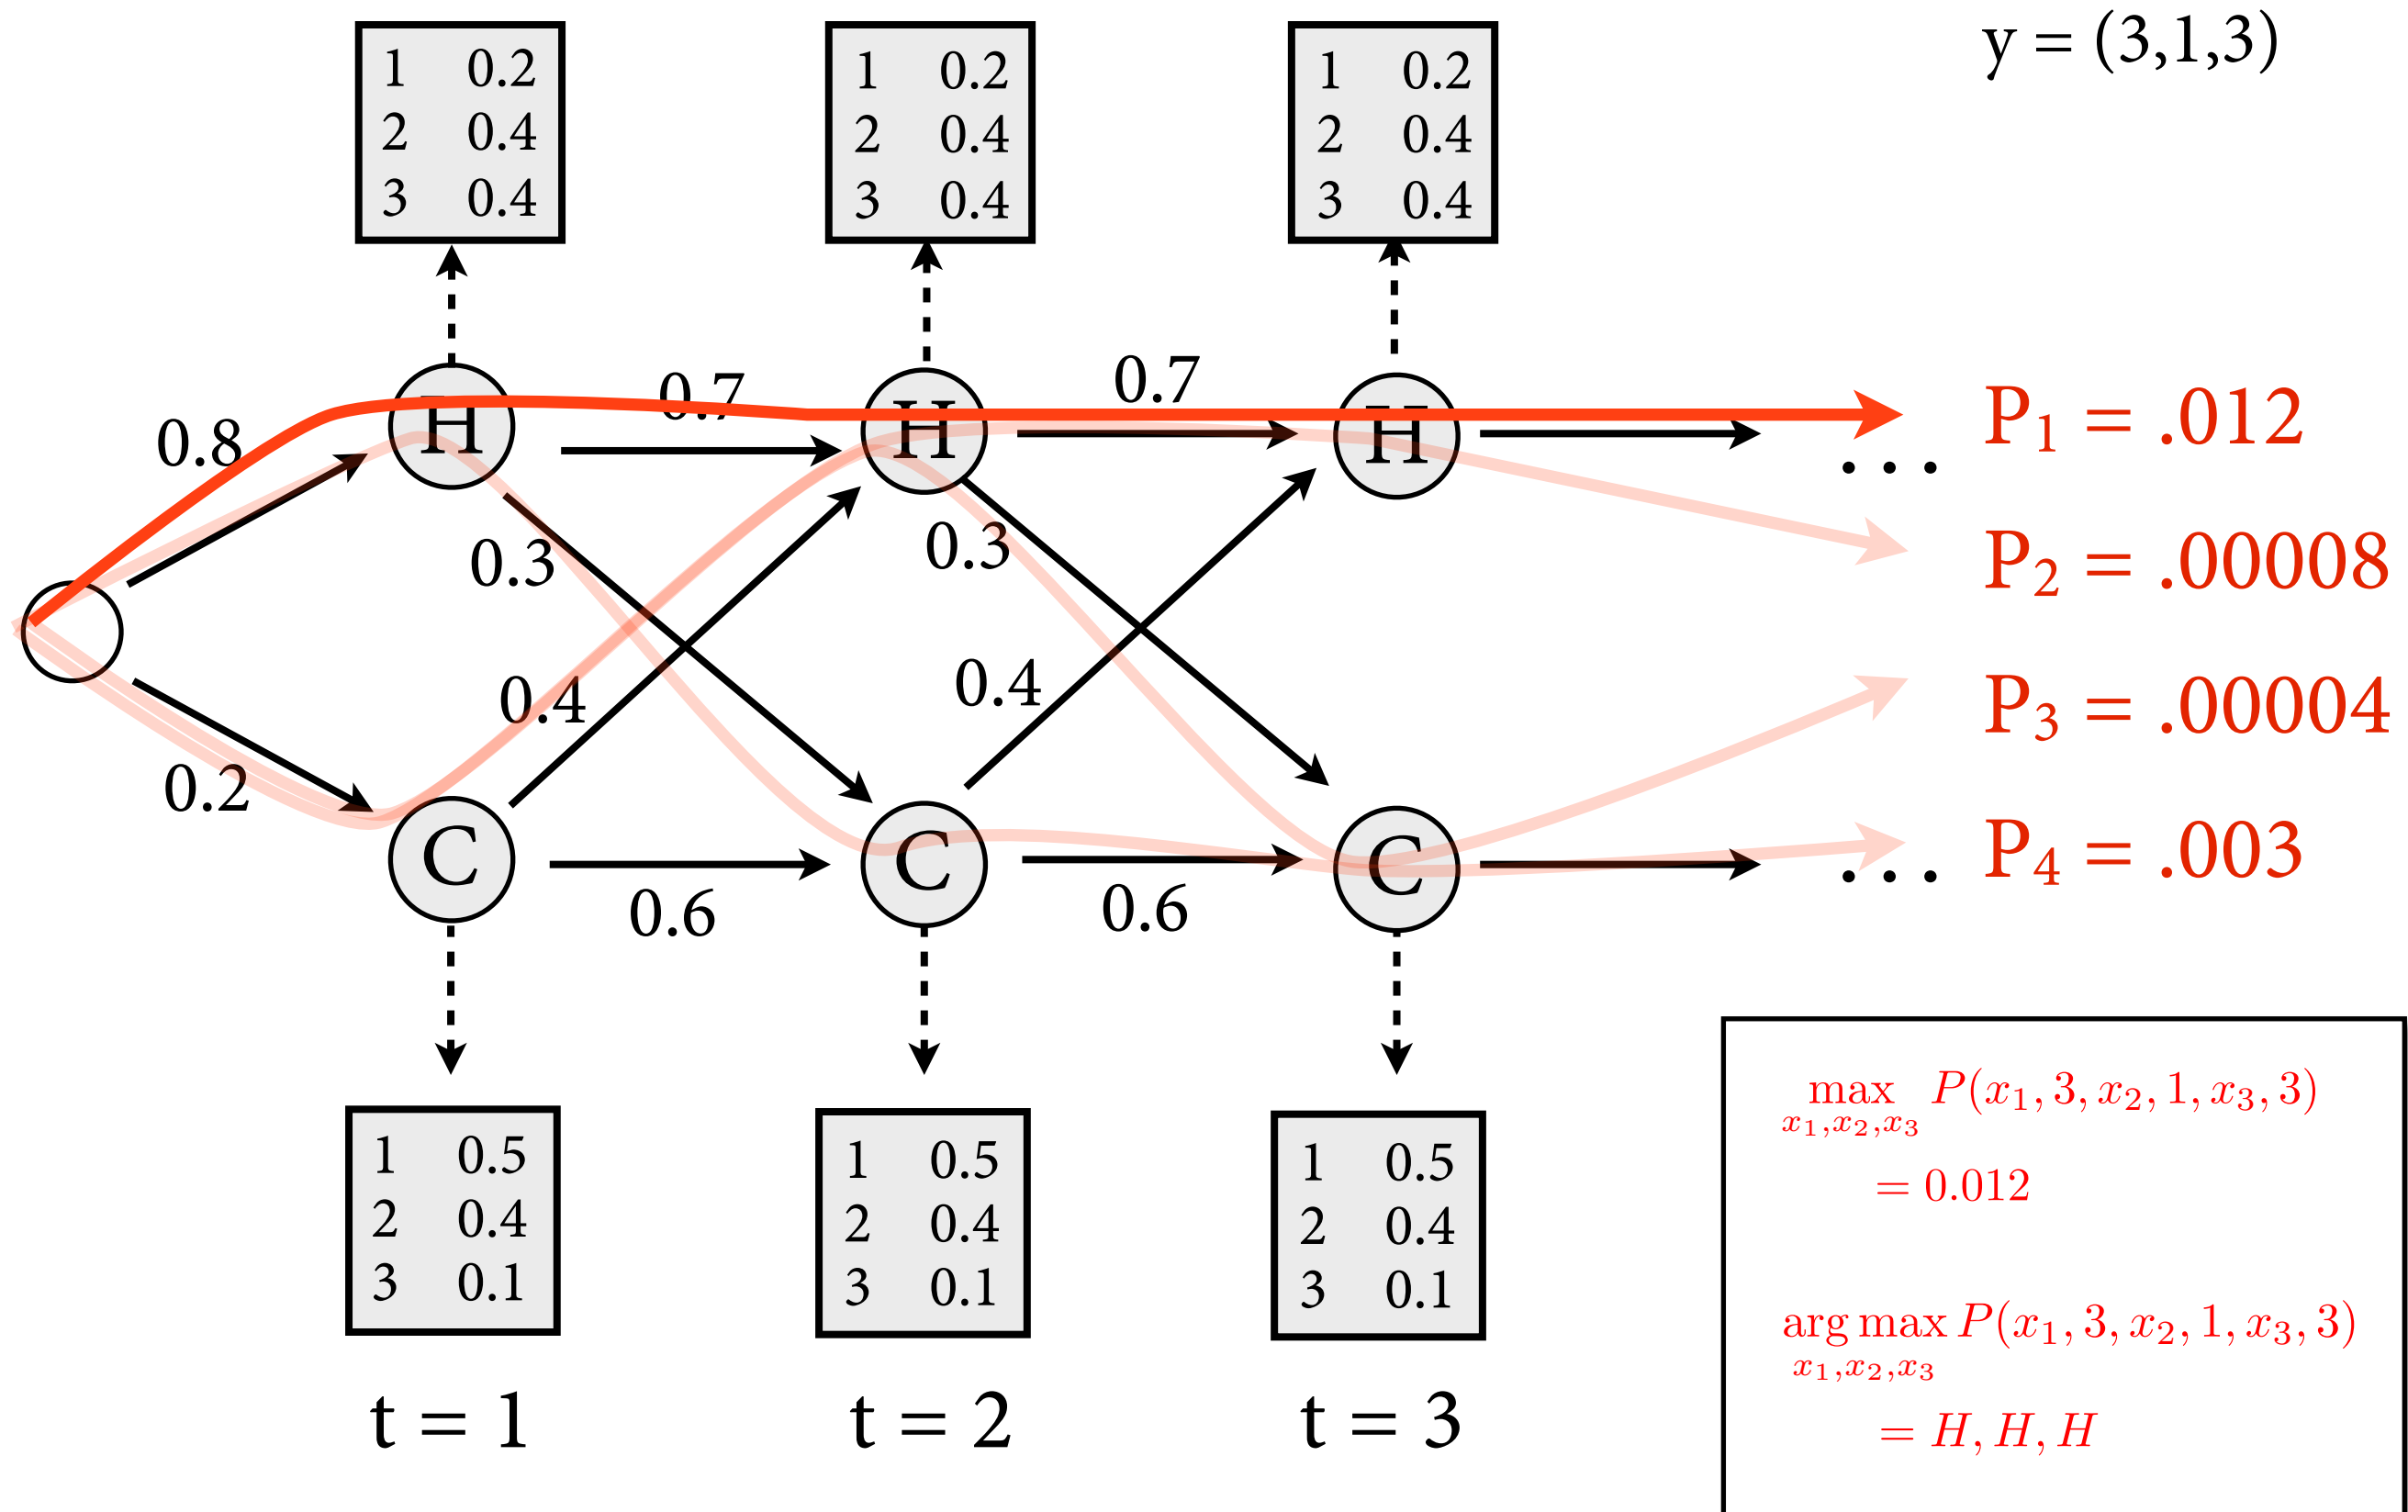 y = (3,1,3)
1 0.2
2 0.4
3 0.4
1 0.2
2 0.4
3 0.4
1 0.2
2 0.4
3 0.4
0.8
H
0.7
H
0.7
H
...
P1 = .012
0.3
0.3
P2 = .00008
0.4
0.4
P3 = .00004
0.2
C
0.6
C
0.6
C
...
P4 = .003
1 0.5
2 0.4
3 0.1
1 0.5
2 0.4
3 0.1
1 0.5
2 0.4
3 0.1
t = 1
t = 2
t = 3
max P(x1, 3, x2, 1, x3, 3)
x1,x2,x3
= 0.012
arg max P(x1, 3, x2, 1, x3, 3)
x1,x2,x3
= H, H, H